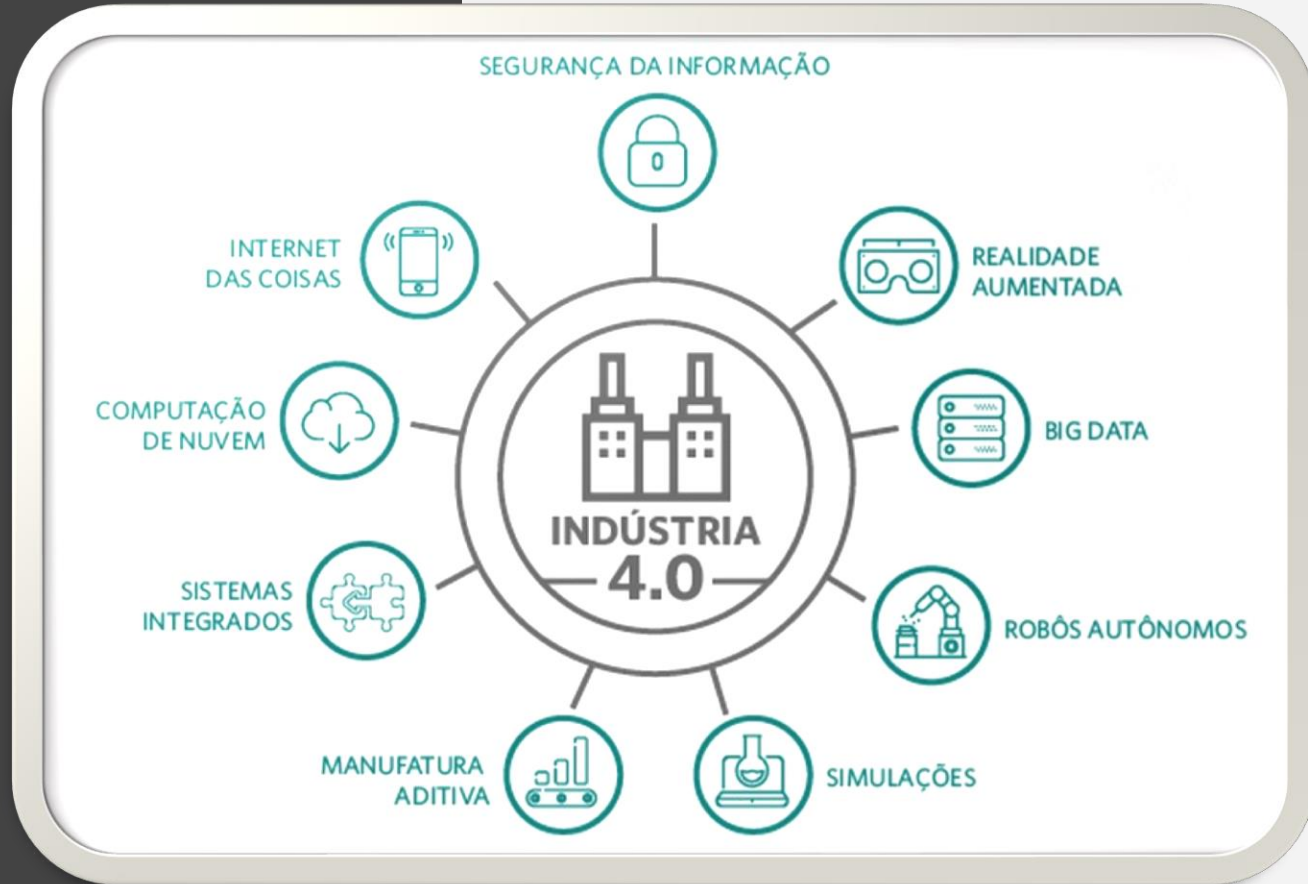 SEGURANÇA DA INFORMAÇÃO
INTERNET
DAS COISAS
REALIDADE
AUMENTADA
COMPUTAÇÃO
DE NUVEM
BIG DATA
INDÚSTRIA
4.0
SISTEMAS
INTEGRADOS
ROBÔS AUTÔNOMOS
MANUFATURA
ADITIVA
SIMULAÇÕES